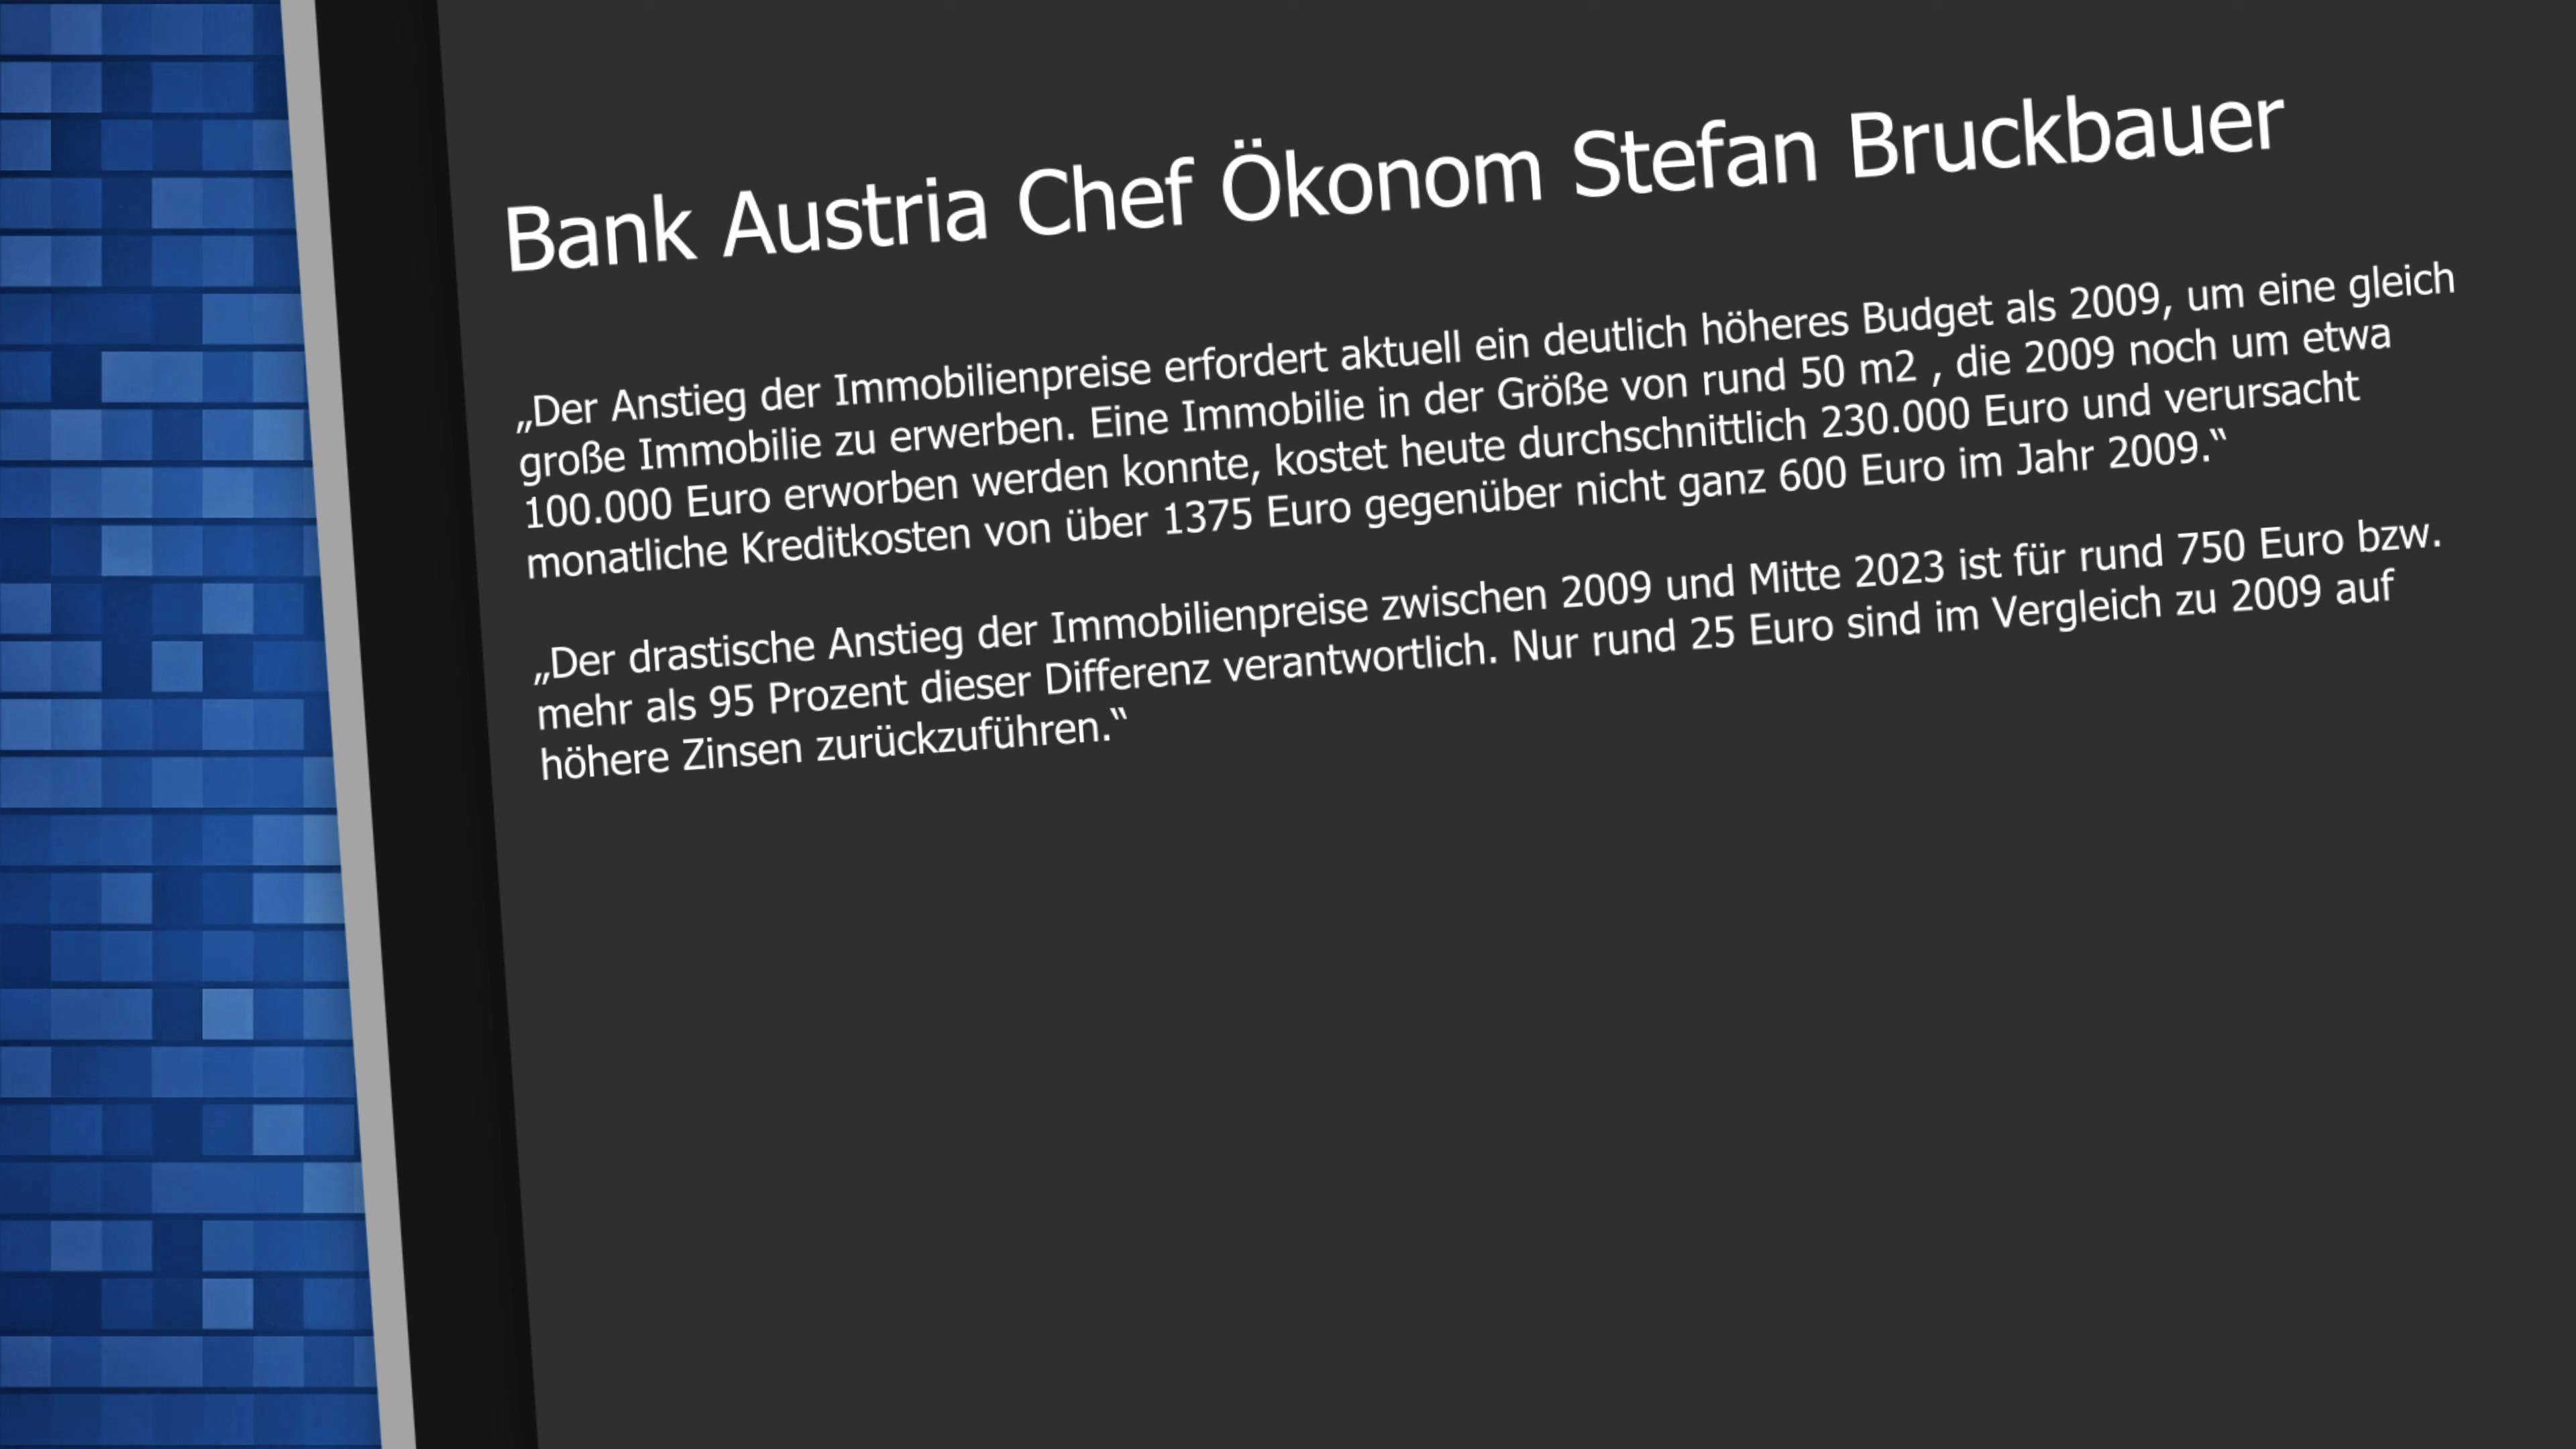 Bank Austria Chef Ökonom Stefan Bruckbauer
„Der Anstieg der Immobilienpreise erfordert aktuell ein deutlich höheres Budget als 2009, um eine gleich
große Immobilie zu erwerben. Eine Immobilie in der Größe von rund 50 m2 , die 2009 noch um etwa
100.000 Euro erworben werden konnte, kostet heute durchschnittlich 230.000 Euro und verursacht
monatliche Kreditkosten von über 1375 Euro gegenüber nicht ganz 600 Euro im Jahr 2009.“
„Der drastische Anstieg der Immobilienpreise zwischen 2009 und Mitte 2023 ist für rund 750 Euro bzw.
mehr als 95 Prozent dieser Differenz verantwortlich. Nur rund 25 Euro sind im Vergleich zu 2009 auf
höhere Zinsen zurückzuführen.“